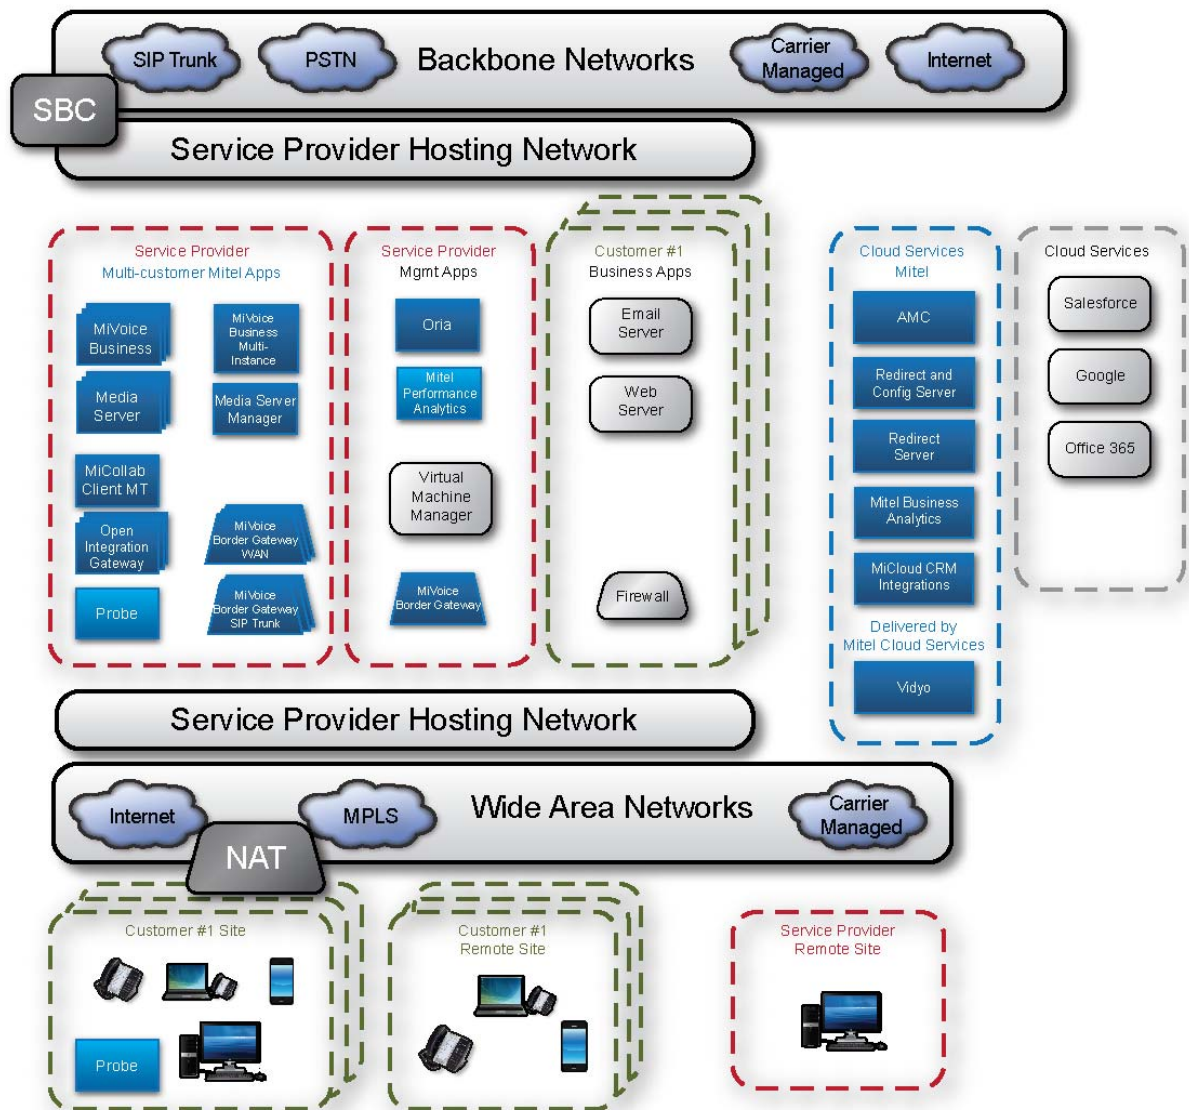 SIP Trunk
PSTN
Backbone Networks
Carrier
Managed
Internet
SBC
Service Provider Hosting Network
Service Provider
Multi-customer Mitel Apps
MiVoice
Business
MiVoice
Business
Multi-
Instance
Media
Server
Media Server
Manager
MiCollab
Client MT
Open
Integration
Gateway
MiVoice
Border Gateway
WAN
Probe
MiVoice
Border Gateway
SIP Trunk
Service Provider
Mgmt Apps
Oria
Mitel
Performance
Analytics
Virtual
Machine
Manager
MiVoice
Border Gateway
Customer #1
Business Apps
Email
Server
Web
Server
Firewall
Cloud Services
Mitel
AMC
Redirect and
Config Server
Redirect
Server
Mitel Business
Analytics
MiCloud CRM
Integrations
Delivered by
Mitel Cloud Services
Vidyo
Cloud Services
Salesforce
Google
Office 365
Service Provider Hosting Network
Internet
MPLS
Wide Area Networks
Carrier
Managed
NAT
Customer #1 Site
Probe
Customer #1
Remote Site
Service Provider
Remote Site